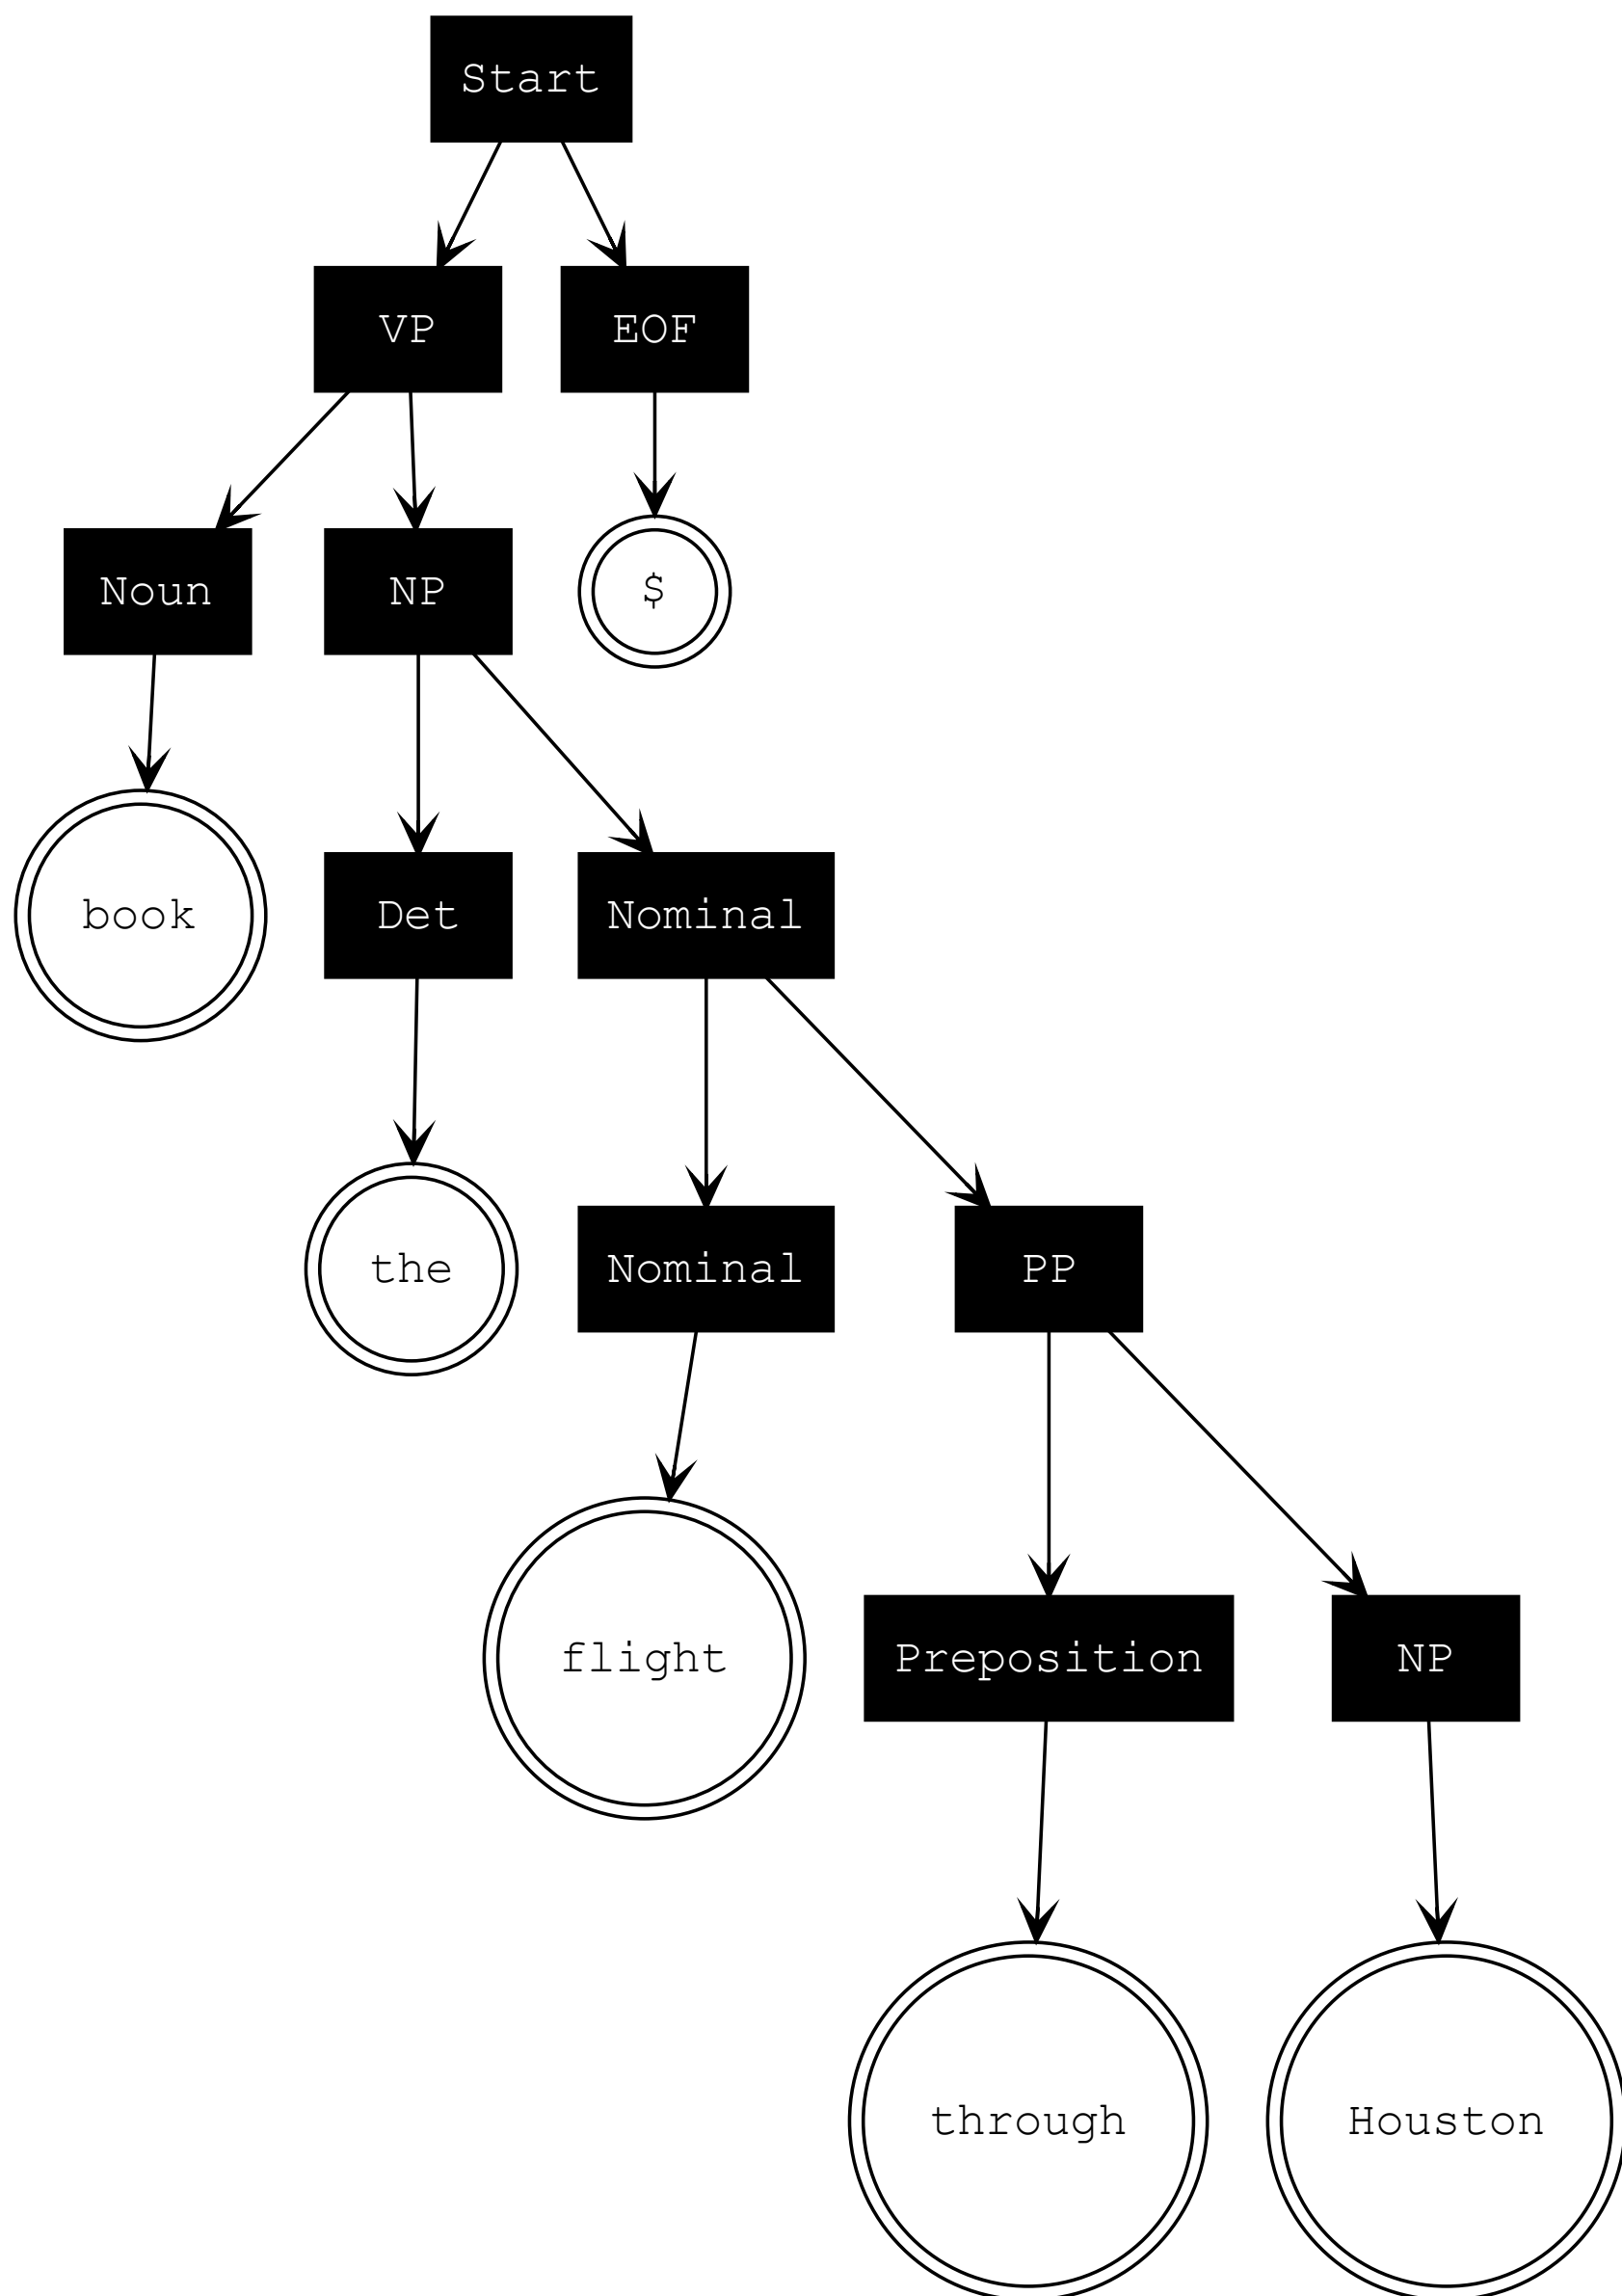 Start
VP
EOF
Noun
NP
$
book
Det
Nominal
the
Nominal
PP
flight
Preposition
NP
through
Houston